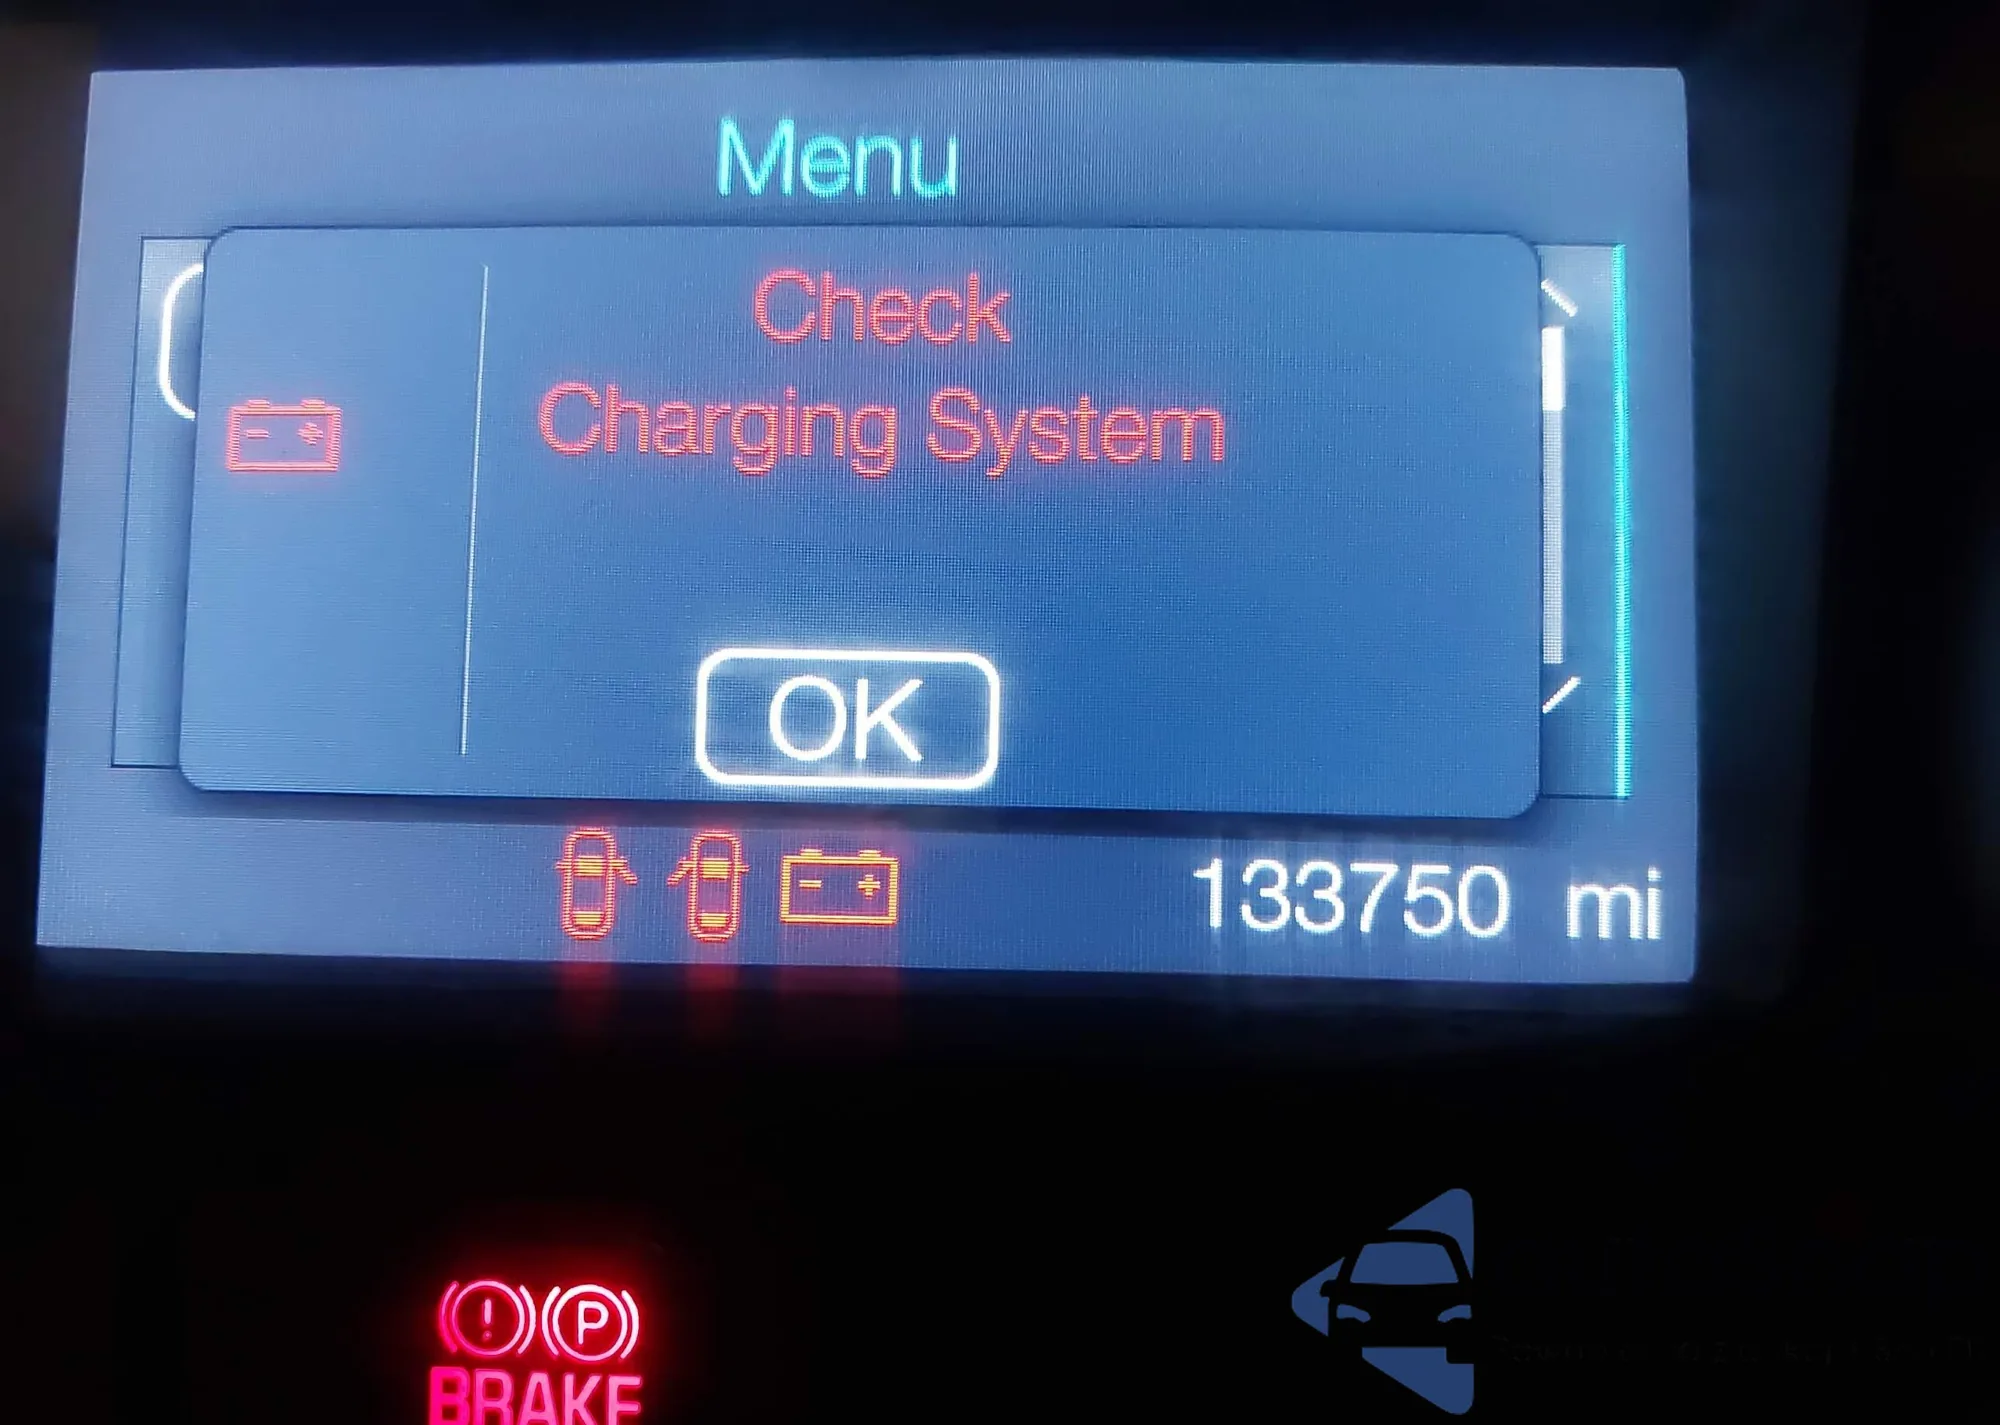 Menu
Check
Charging System
OK
133750 mi
P
BRAKE